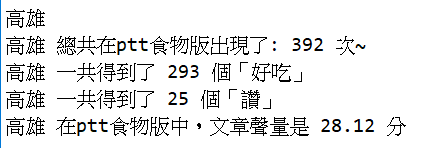 高雄
高雄 總共在ptt食物版出現了: 392 次~
高雄 一共得到了 293 個「好吃」
高雄 一共得到了 25 個「讚」
高雄 在ptt食物版中，文章聲量是 28.12 分